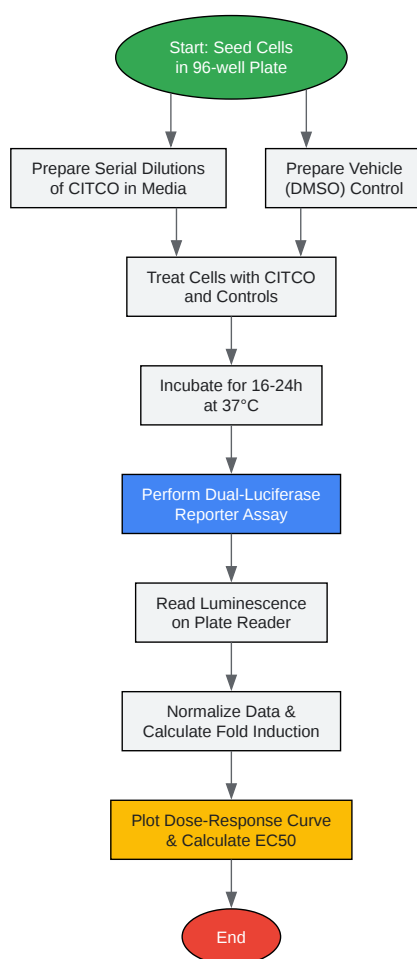 Start: Seed Cells
in 96-well Plate
Prepare Serial Dilutions
of CITCO in Media
Prepare Vehicle
(DMSO) Control
Treat Cells with CITCO
and Controls
Incubate for 16-24h
at 37°C
Perform Dual-Luciferase
Reporter Assay
Read Luminescence
on Plate Reader
Normalize Data &
Calculate Fold Induction
Plot Dose-Response Curve
& Calculate EC50
End